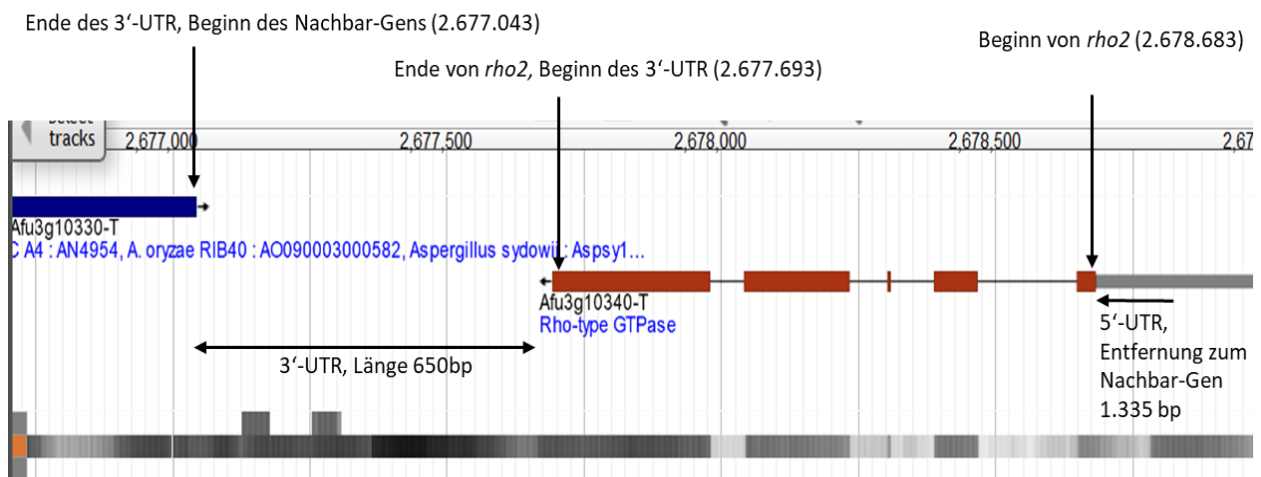 Ende des 3‘-UTR, Beginn des Nachbar-Gens (2.677.043)
Beginn von rho2 (2.678.683)
Ende von rho2, Beginn des 3‘-UTR (2.677.693)
tracks
2,677,000
2,677,500
2,678,000
2,678,500
2,67
Afu3g10330-T
C A4 : AN4954, A. oryzae RIB40 : AO090003000582, Aspergillus sydowii : Aspsy1...
Afu3g10340-T
Rho-type GTPase
5‘-UTR,
Entfernung zum
Nachbar-Gen
1.335 bp
3‘-UTR, Länge 650bp